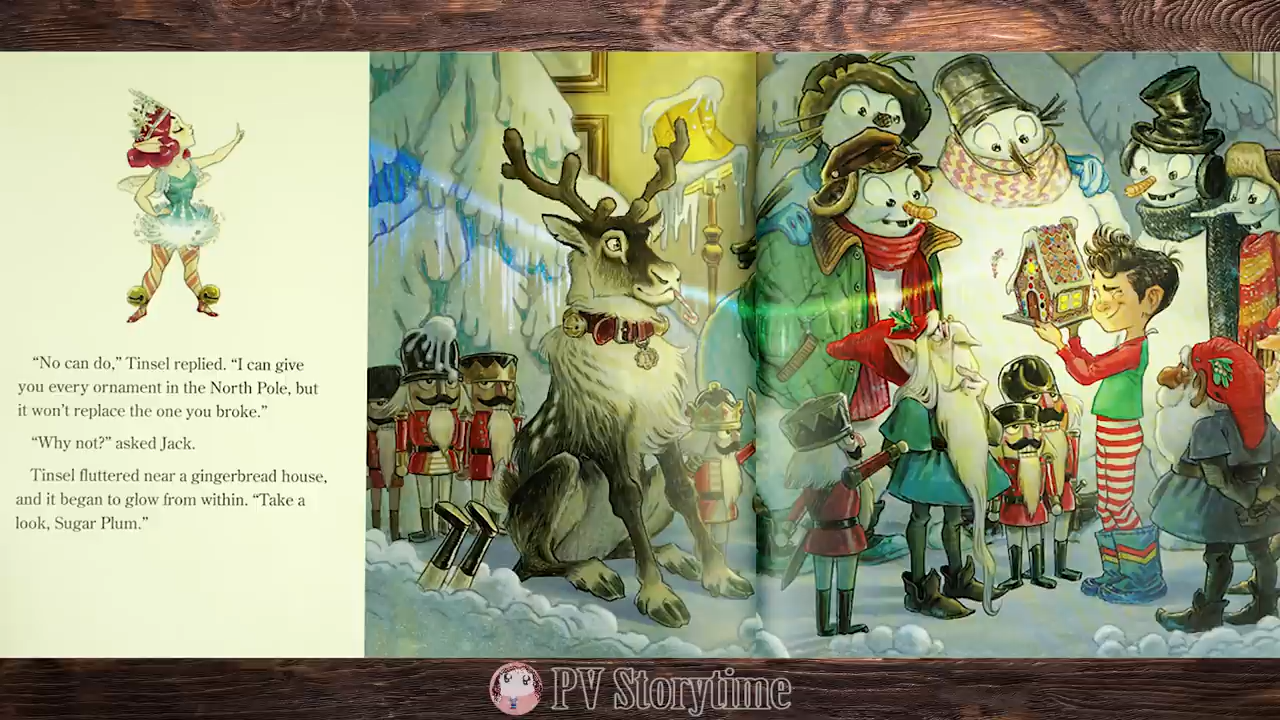 “No can do,” Tinsel replied. “I can give
you every ornament in the North Pole, but
it won’t replace the one you broke.”
“Why not?” asked Jack.
Tinsel fluttered near a gingerbread house,
and it began to glow from within. “Take a
look, Sugar Plum.”
PV Storytime